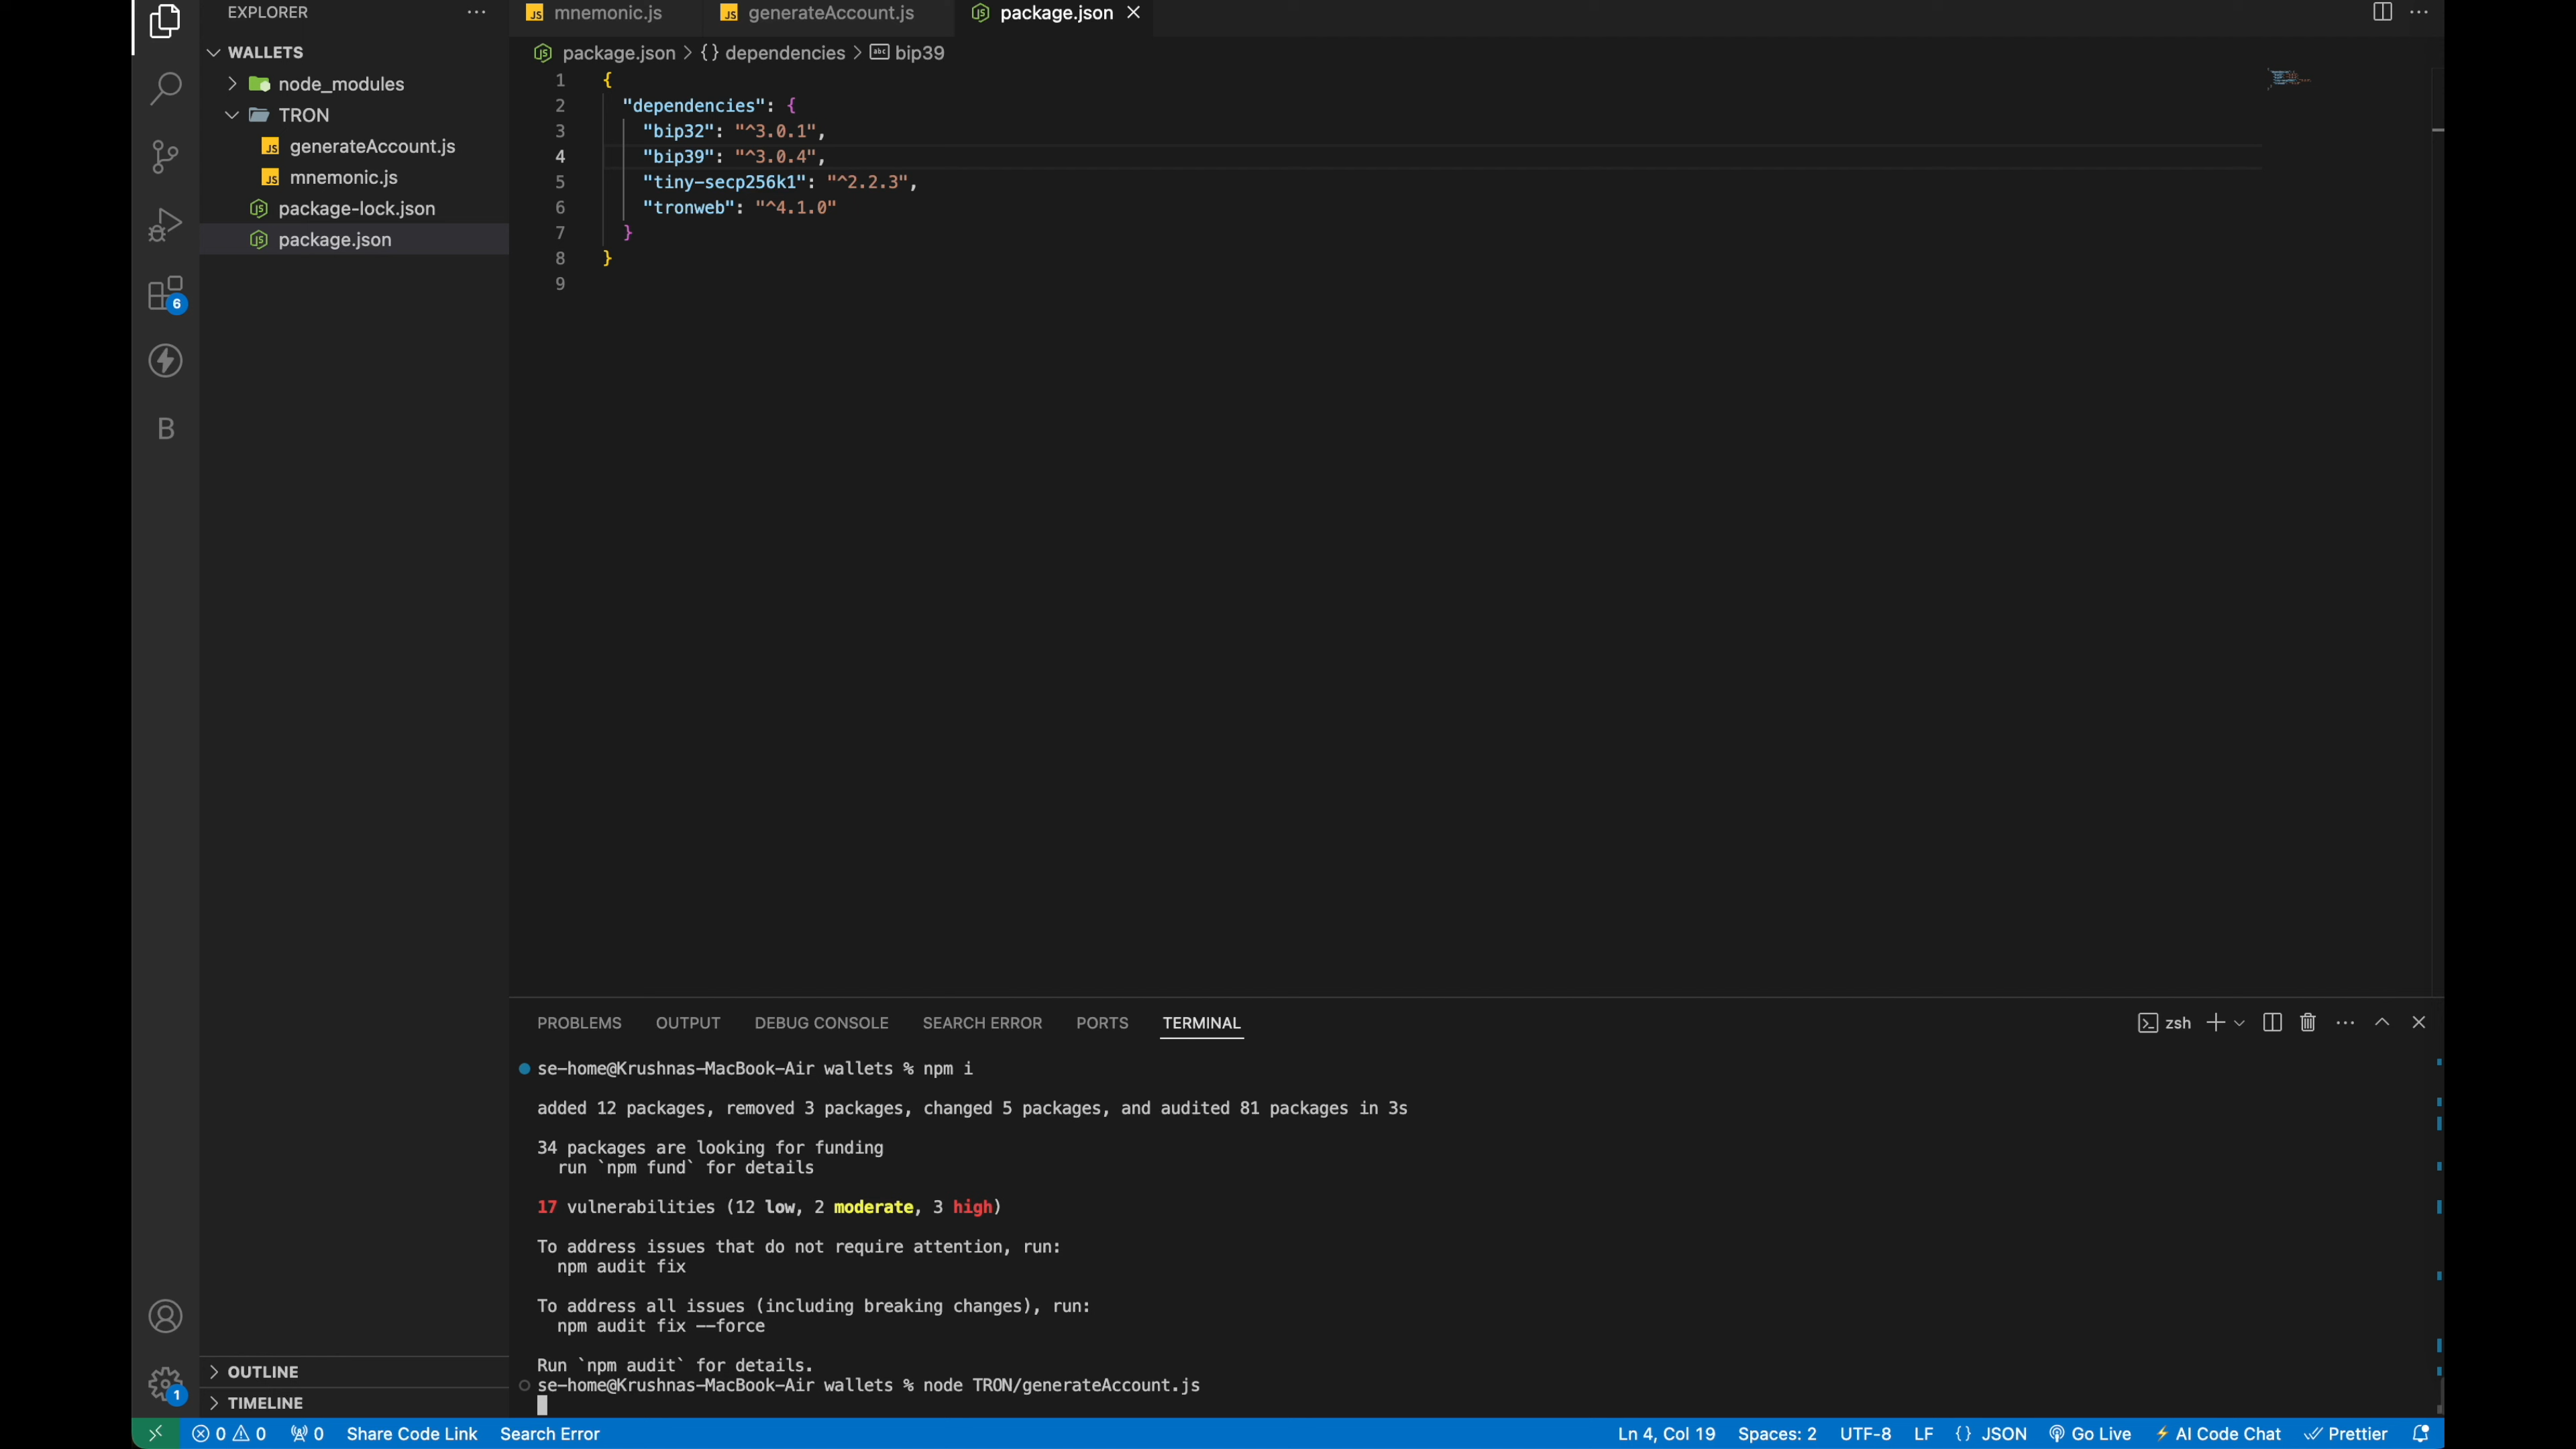 EXPLORER
WALLETS
node_modules
TRON
generateAccount.js
mnemonic.js
package-lock.json
package.json
OUTLINE
TIMELINE
6
B
1
mnemonic.js
generateAccount.js
package.json
package.json > {} dependencies > abc bip39
1 {
2 "dependencies": {
3 "bip32": "^3.0.1",
4 "bip39": "^3.0.4",
5 "tiny-secp256k1": "^2.2.3",
6 "tronweb": "^4.1.0"
7 }
8 }
9
PROBLEMS OUTPUT DEBUG CONSOLE SEARCH ERROR PORTS TERMINAL
zsh
se-home@Krushnas-MacBook-Air wallets % npm i
added 12 packages, removed 3 packages, changed 5 packages, and audited 81 packages in 3s
34 packages are looking for funding
run `npm fund` for details
17 vulnerabilities (12 low, 2 moderate, 3 high)
To address issues that do not require attention, run:
npm audit fix
To address all issues (including breaking changes), run:
npm audit fix --force
Run `npm audit` for details.
se-home@Krushnas-MacBook-Air wallets % node TRON/generateAccount.js
0 0 0 Share Code Link Search Error Ln 4, Col 19 Spaces: 2 UTF-8 LF {} JSON Go Live AI Code Chat Prettier